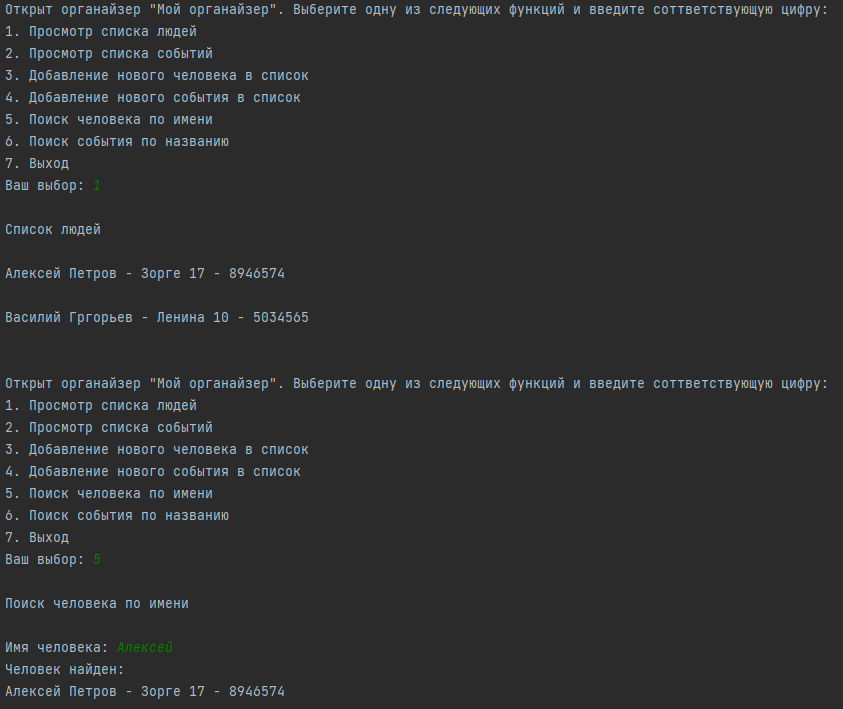 Открыт органайзер "Мой органайзер". Выберите одну из следующих функций и введите соттветствующую цифру:
1. Просмотр списка людей
2. Просмотр списка событий
3. Добавление нового человека в список
4. Добавление нового события в список
5. Поиск человека по имени
6. Поиск события по названию
7. Выход
Ваш выбор: 1
Список людей
Алексей Петров - Зорге 17 - 8946574
Василий Гргорьев - Ленина 10 - 5034565
Открыт органайзер "Мой органайзер". Выберите одну из следующих функций и введите соттветствующую цифру:
1. Просмотр списка людей
2. Просмотр списка событий
3. Добавление нового человека в список
4. Добавление нового события в список
5. Поиск человека по имени
6. Поиск события по названию
7. Выход
Ваш выбор: 5
Поиск человека по имени
Имя человека: Алексей
Человек найден:
Алексей Петров - Зорге 17 - 8946574